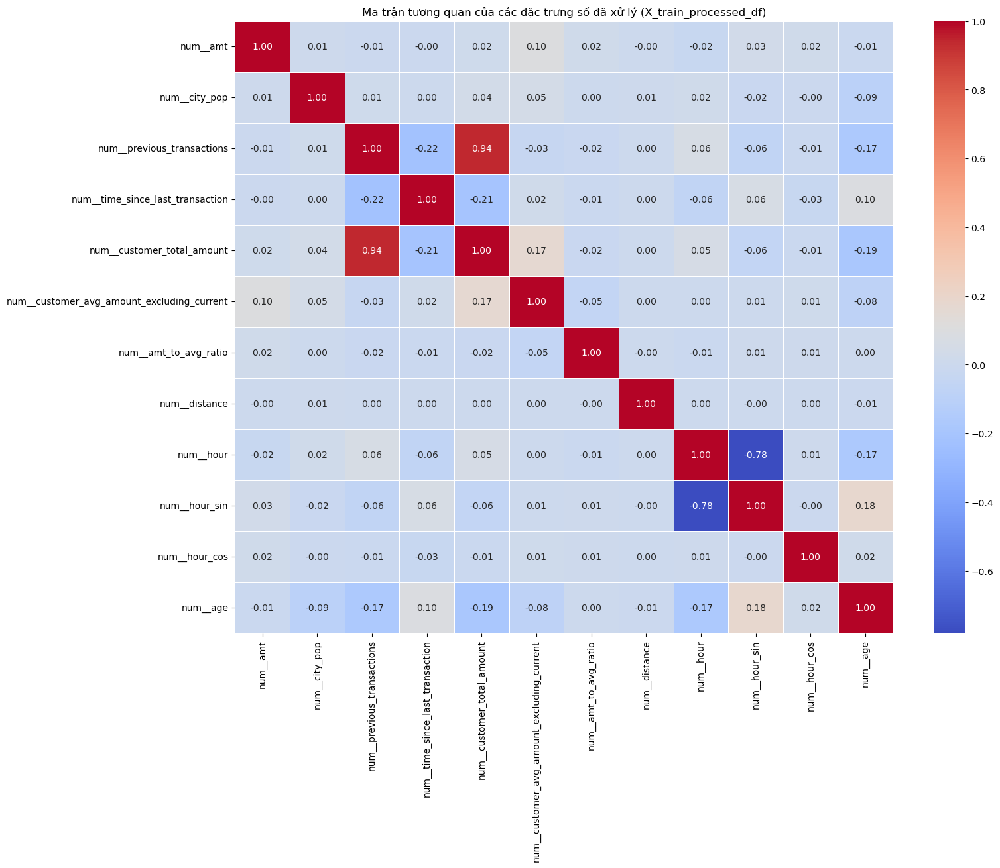 Ma trận tương quan của các đặc trưng số đã xử lý (X_train_processed_df)
num__amt 1.00 0.01 -0.01 -0.00 0.02 0.10 0.02 -0.00 -0.02 0.03 0.02 -0.01
num__city_pop 0.01 1.00 0.01 0.00 0.04 0.05 0.00 0.01 0.02 -0.02 -0.00 -0.09
num__previous_transactions -0.01 0.01 1.00 -0.22 0.94 -0.03 -0.02 0.00 0.06 -0.06 -0.01 -0.17
num__time_since_last_transaction -0.00 0.00 -0.22 1.00 -0.21 0.02 -0.01 0.00 -0.06 0.06 -0.03 0.10
num__customer_total_amount 0.02 0.04 0.94 -0.21 1.00 0.17 -0.02 0.00 0.05 -0.06 -0.01 -0.19
num__customer_avg_amount_excluding_current 0.10 0.05 -0.03 0.02 0.17 1.00 -0.05 0.00 0.00 0.01 0.01 -0.08
num__amt_to_avg_ratio 0.02 0.00 -0.02 -0.01 -0.02 -0.05 1.00 -0.00 -0.01 0.01 0.01 0.00
num__distance -0.00 0.01 0.00 0.00 0.00 0.00 -0.00 1.00 0.00 -0.00 0.00 -0.01
num__hour -0.02 0.02 0.06 -0.06 0.05 0.00 -0.01 0.00 1.00 -0.78 0.01 -0.17
num__hour_sin 0.03 -0.02 -0.06 0.06 -0.06 0.01 0.01 -0.00 -0.78 1.00 -0.00 0.18
num__hour_cos 0.02 -0.00 -0.01 -0.03 -0.01 0.01 0.01 0.00 0.01 -0.00 1.00 0.02
num__age -0.01 -0.09 -0.17 0.10 -0.19 -0.08 0.00 -0.01 -0.17 0.18 0.02 1.00
num__amt
num__city_pop
num__previous_transactions
num__time_since_last_transaction
num__customer_total_amount
num__customer_avg_amount_excluding_current
num__amt_to_avg_ratio
num__distance
num__hour
num__hour_sin
num__hour_cos
num__age
1.0
0.8
0.6
0.4
0.2
0.0
−0.2
−0.4
−0.6